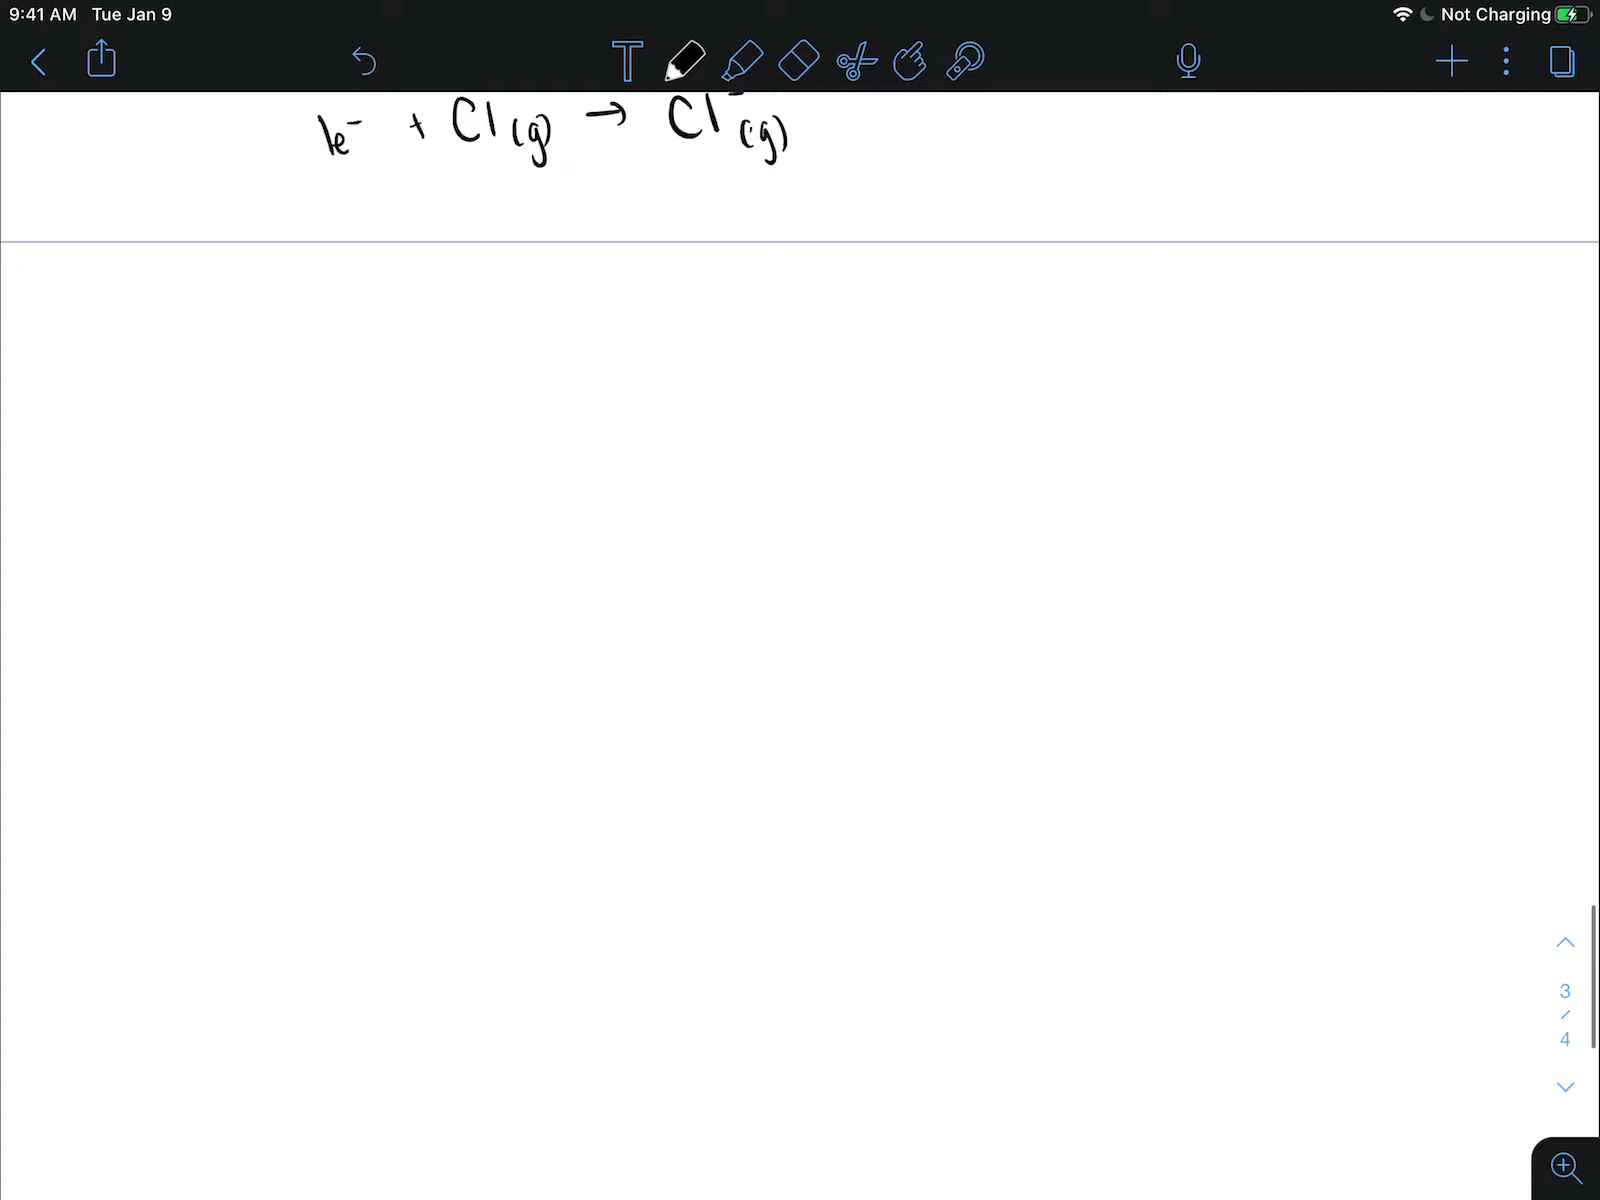 9:41 AM Tue Jan 9
Not Charging
1e⁻ + Cl(g) → Cl⁻(g)
3
/
4